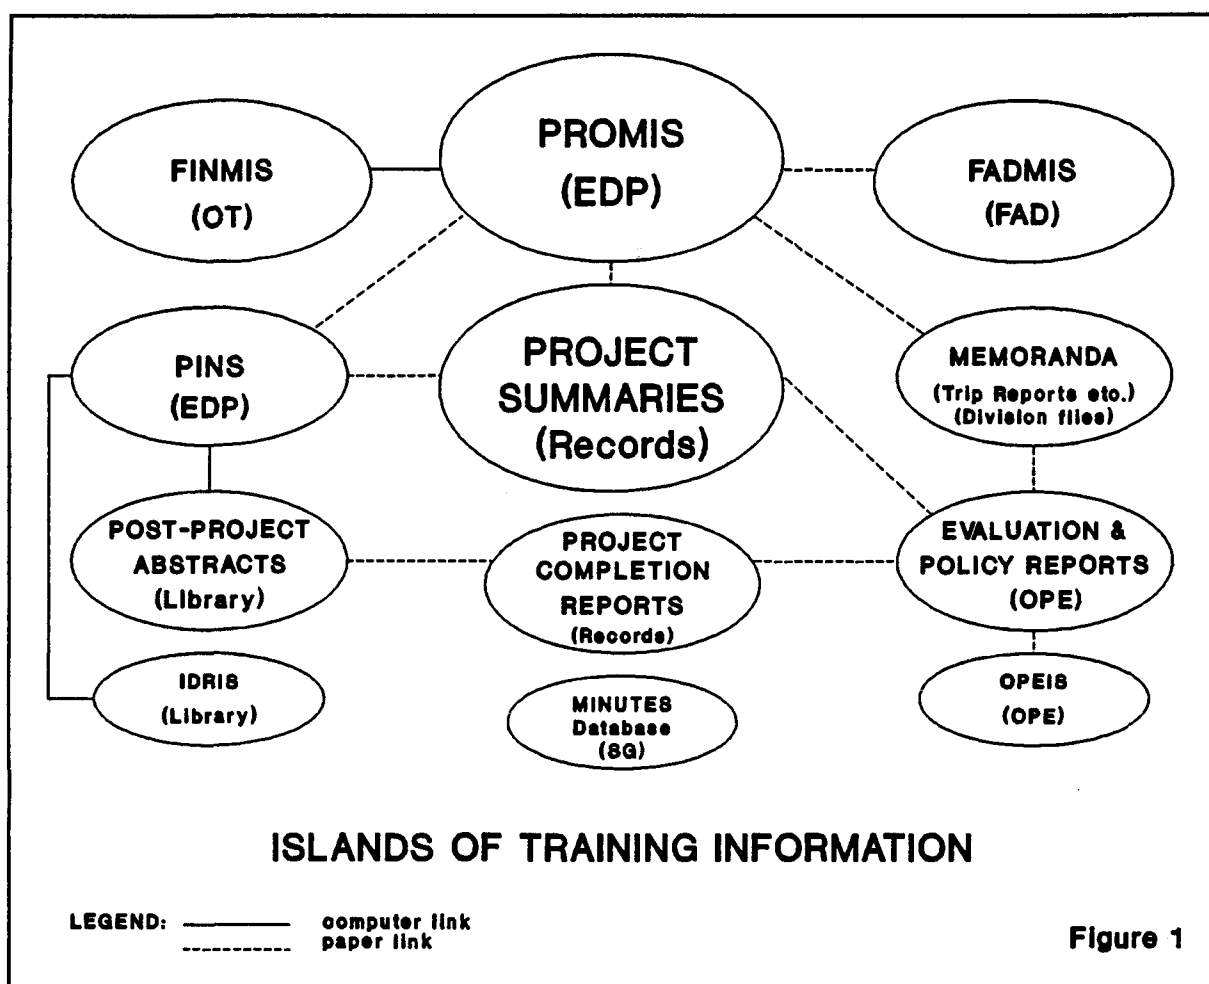 PROMIS
(EDP)
FINMIS
(OT)
FADMIS
(FAD)
PINS
(EDP)
PROJECT
SUMMARIES
(Records)
MEMORANDA
(Trip Reports etc.)
(Division files)
POST-PROJECT
ABSTRACTS
(Library)
PROJECT
COMPLETION
REPORTS
(Records)
EVALUATION &
POLICY REPORTS
(OPE)
IDRIS
(Library)
MINUTES
Database
(SG)
OPEIS
(OPE)
ISLANDS OF TRAINING INFORMATION
LEGEND: computer link
paper link
Figure 1